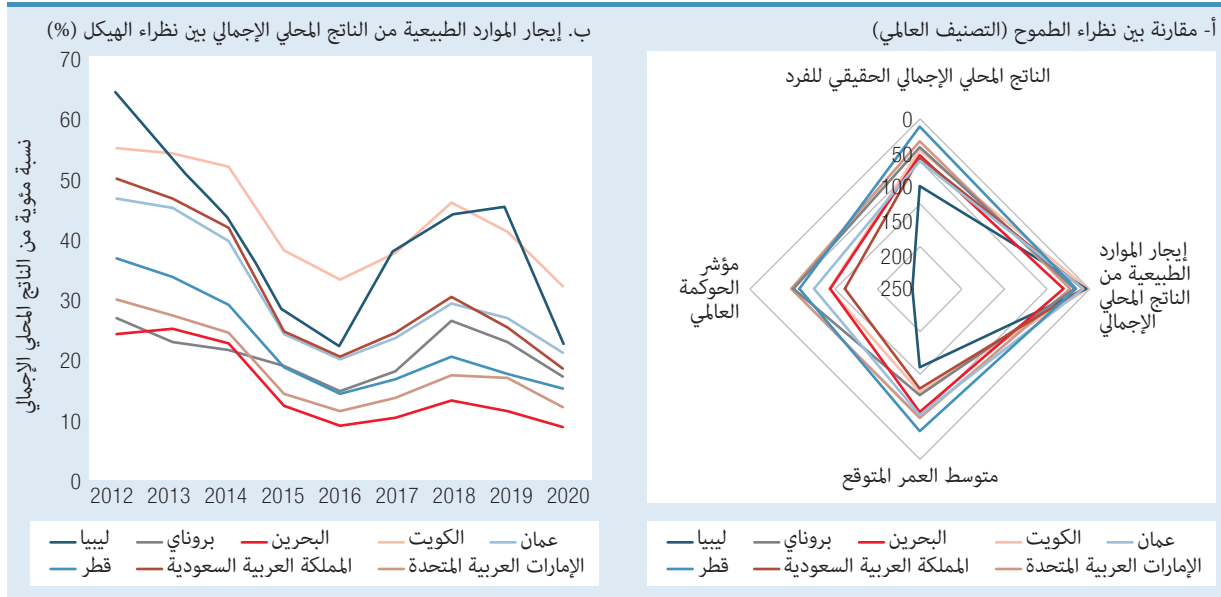 أ- مقارنة بين نظراء الطموح (التصنيف العالمي)
الناتج المحلي الإجمالي الحقيقي للفرد
0
50
100
150
200
250
إيجار الموارد
الطبيعية من
الناتج المحلي
الإجمالي
مؤشر
الحوكمة
العالمي
متوسط العمر المتوقع
عمان الكويت البحرين بروناي ليبيا
الإمارات العربية المتحدة المملكة العربية السعودية قطر
ب. إيجار الموارد الطبيعية من الناتج المحلي الإجمالي بين نظراء الهيكل (%)
نسبة مئوية من الناتج المحلي الإجمالي
70
60
50
40
30
20
10
0
2012 2013 2014 2015 2016 2017 2018 2019 2020
عمان الكويت البحرين بروناي ليبيا
الإمارات العربية المتحدة المملكة العربية السعودية قطر